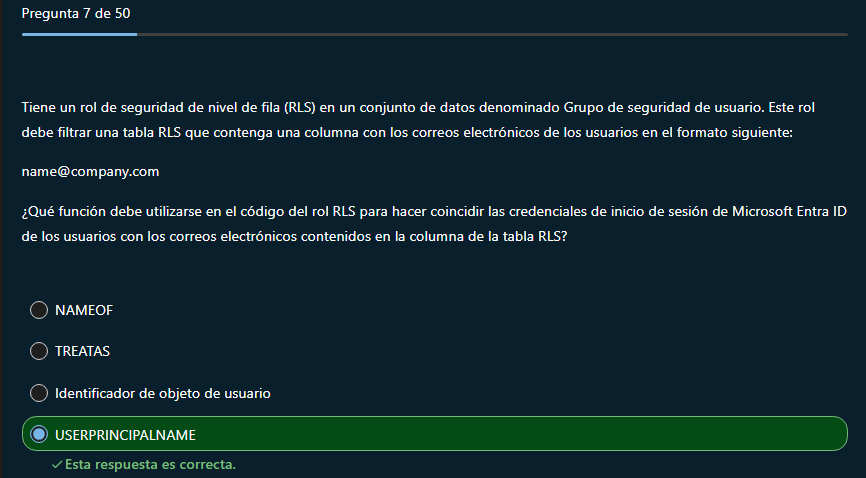 Pregunta 7 de 50
Tiene un rol de seguridad de nivel de fila (RLS) en un conjunto de datos denominado Grupo de seguridad de usuario. Este rol
debe filtrar una tabla RLS que contenga una columna con los correos electrónicos de los usuarios en el formato siguiente:
name@company.com
¿Qué función debe utilizarse en el código del rol RLS para hacer coincidir las credenciales de inicio de sesión de Microsoft Entra ID
de los usuarios con los correos electrónicos contenidos en la columna de la tabla RLS?
NAMEOF
TREATAS
Identificador de objeto de usuario
USERPRINCIPALNAME
Esta respuesta es correcta.